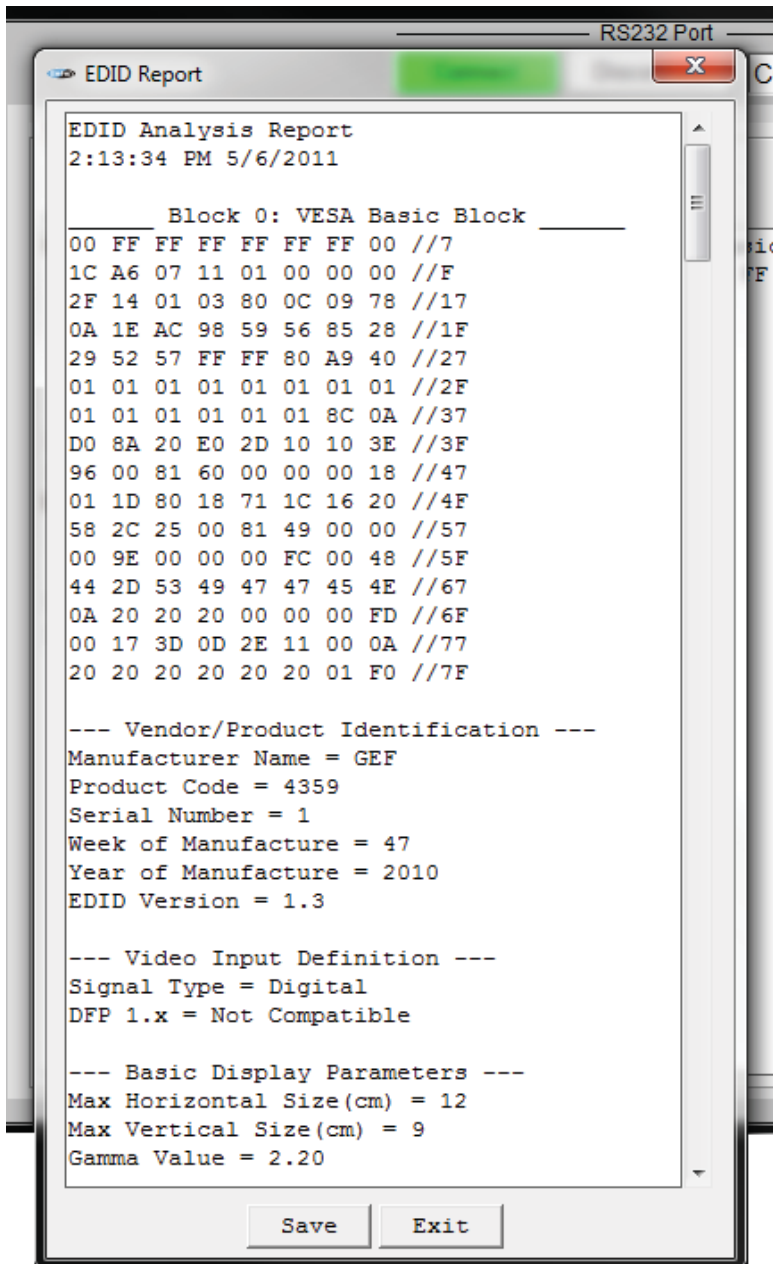 RS232 Port
EDID Report
C
EDID Analysis Report
2:13:34 PM 5/6/2011
______ Block 0: VESA Basic Block ______
00 FF FF FF FF FF FF 00 //7
1C A6 07 11 01 00 00 00 //F
2F 14 01 03 80 0C 09 78 //17
0A 1E AC 98 59 56 85 28 //1F
29 52 57 FF FF 80 A9 40 //27
01 01 01 01 01 01 01 01 //2F
01 01 01 01 01 01 8C 0A //37
D0 8A 20 E0 2D 10 10 3E //3F
96 00 81 60 00 00 00 18 //47
01 1D 80 18 71 1C 16 20 //4F
58 2C 25 00 81 49 00 00 //57
00 9E 00 00 00 FC 00 48 //5F
44 2D 53 49 47 47 45 4E //67
0A 20 20 20 00 00 00 FD //6F
00 17 3D 0D 2E 11 00 0A //77
20 20 20 20 20 20 01 F0 //7F
--- Vendor/Product Identification ---
Manufacturer Name = GEF
Product Code = 4359
Serial Number = 1
Week of Manufacture = 47
Year of Manufacture = 2010
EDID Version = 1.3
--- Video Input Definition ---
Signal Type = Digital
DFP 1.x = Not Compatible
--- Basic Display Parameters ---
Max Horizontal Size(cm) = 12
Max Vertical Size(cm) = 9
Gamma Value = 2.20
Save Exit